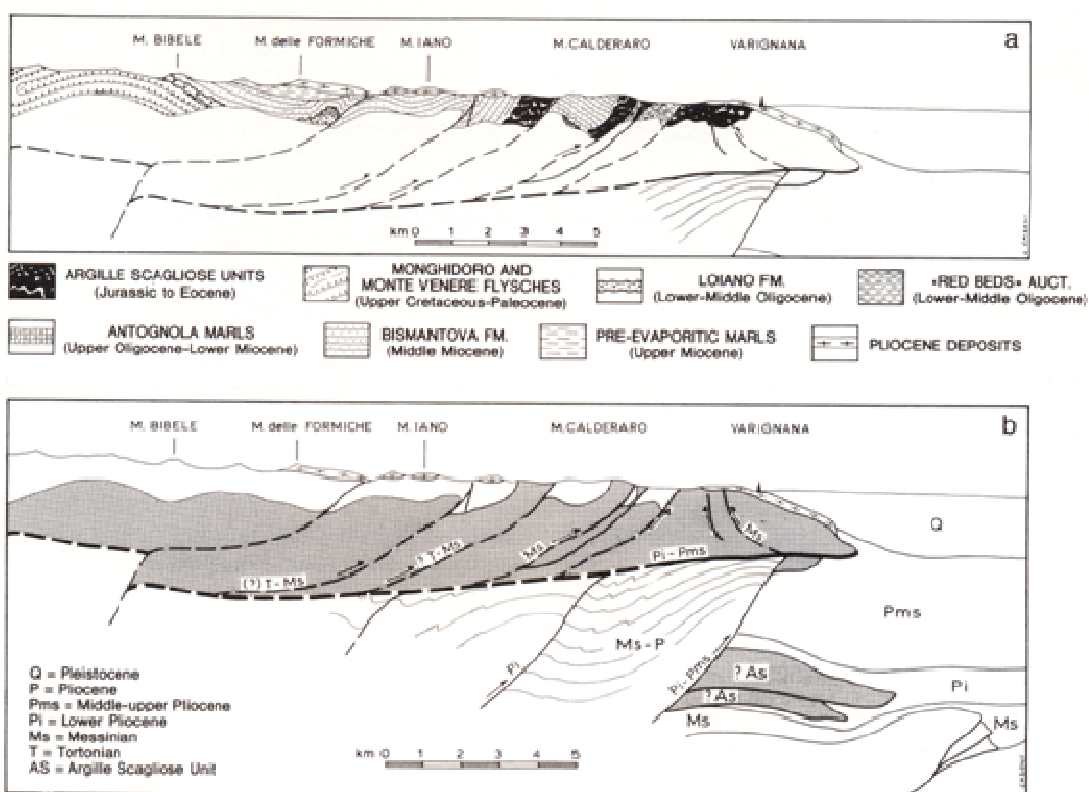 a
M. BIBELE M. delle FORMICHE M. IANO M. CALDERARO VARIGNANA
km 0 1 2 3 4 5
ARGILLE SCAGLIOSE UNITS
(Jurassic to Eocene)
MONGHIDORO AND
MONTE VENERE FLYSCHES
(Upper Cretaceous-Paleocene)
LOIANO FM.
(Lower-Middle Oligocene)
«RED BEDS» AUCT.
(Lower-Middle Oligocene)
ANTOGNOLA MARLS
(Upper Oligocene-Lower Miocene)
BISMANTOVA FM.
(Middle Miocene)
PRE-EVAPORITIC MARLS
(Upper Miocene)
PLIOCENE DEPOSITS
b
M. BIBELE M. delle FORMICHE M. IANO M. CALDERARO VARIGNANA
Q
Ms
(?) T-Ms
? T-Ms
Ms
Pi-Pms
Pms
Ms-P
Pi
Pi-Pms
? As
? As
Pi
Ms
Ms
Q = Pleistocene
P = Pliocene
Pms = Middle-upper Pliocene
Pi = Lower Pliocene
Ms = Messinian
T = Tortonian
AS = Argille Scagliose Unit
km 0 1 2 3 4 5